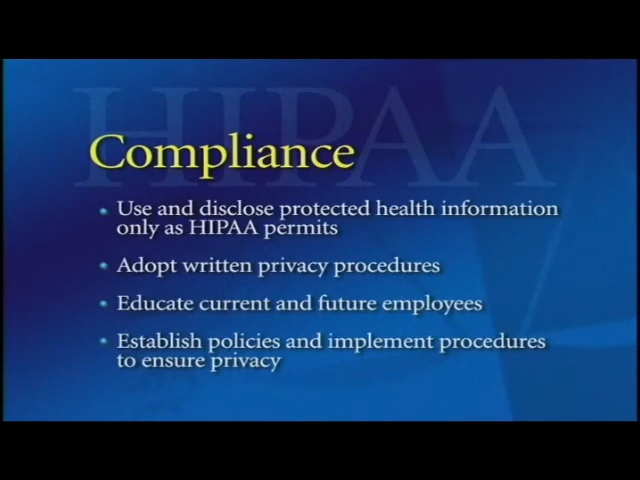 HIPAA
Compliance
• Use and disclose protected health information
only as HIPAA permits
• Adopt written privacy procedures
• Educate current and future employees
• Establish policies and implement procedures
to ensure privacy